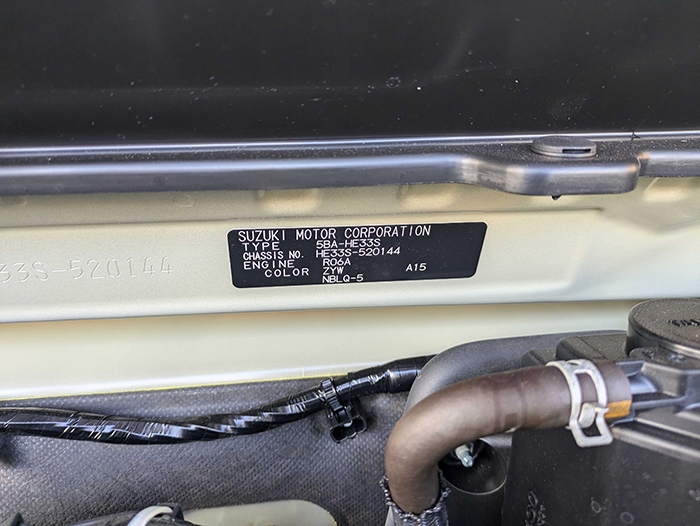 SUZUKI MOTOR CORPORATION
TYPE 5BA-HE33S
CHASSIS NO. HE33S-520144
ENGINE R06A
COLOR ZYW A15
NBLQ-5
33S-520144